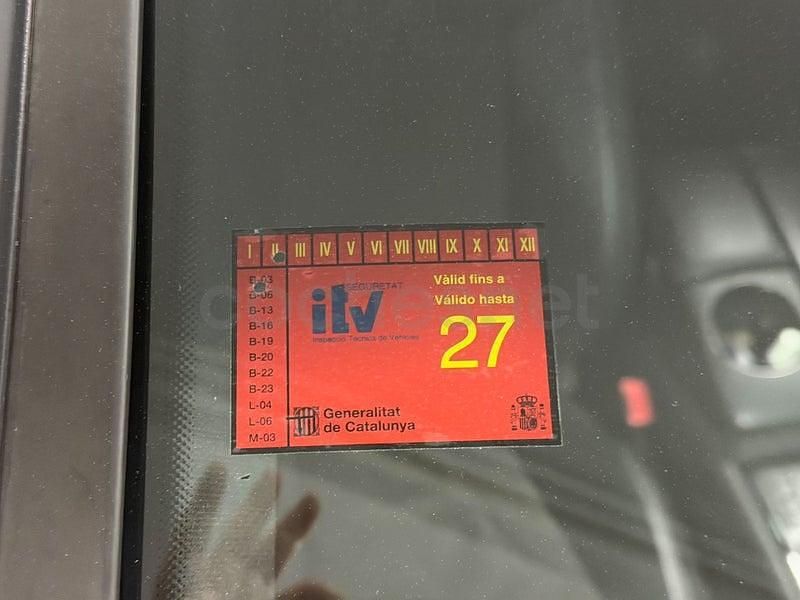 I II III IV V VI VII VIII IX X XI XII
B-03
B-06
B-13
B-16
B-19
B-20
B-22
B-23
L-04
L-06
M-03
SEGURETAT
itv
Inspecció Tècnica de Vehicles
Vàlid fins a
Válido hasta
27
Generalitat
de Catalunya